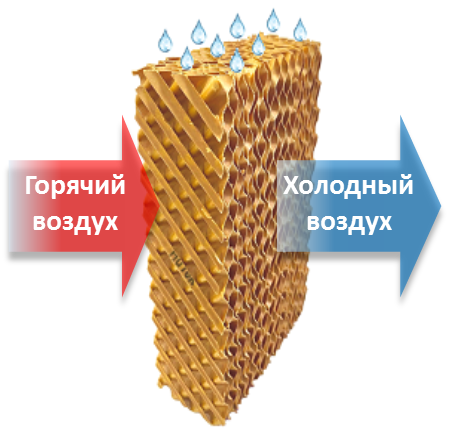 Горячий
воздух
Холодный
воздух